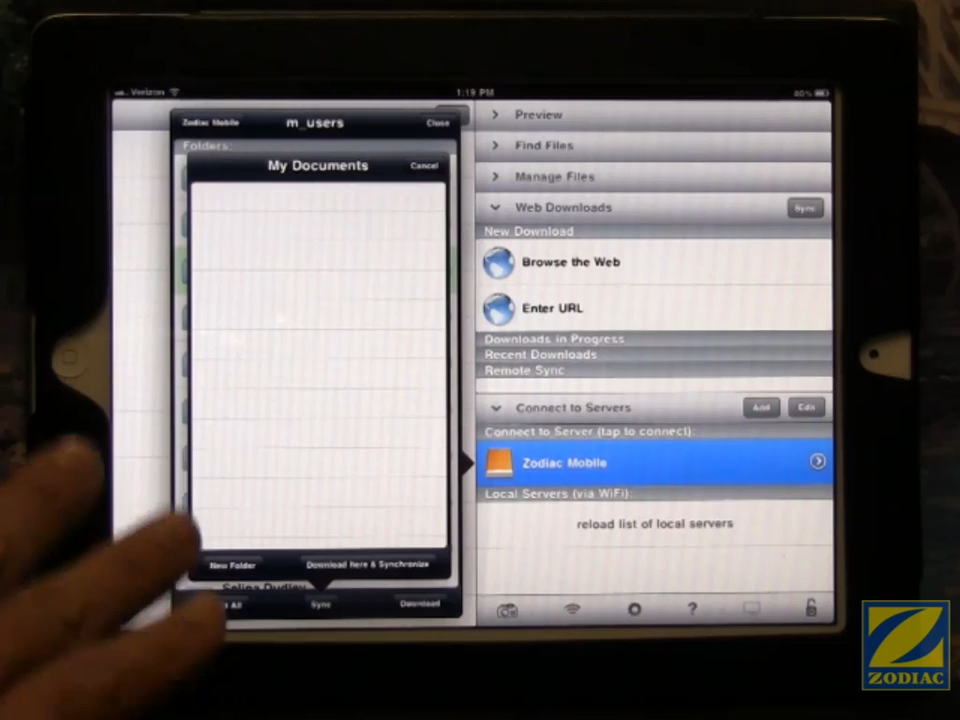 Verizon
1:19 PM
80%
Zodiac Mobile
m_users
Close
Folders:
My Documents
Cancel
New Folder
Download here & Synchronize
Selina Dudley
All
Sync
Download
Preview
Find Files
Manage Files
Web Downloads
Sync
New Download
Browse the Web
Enter URL
Downloads in Progress
Recent Downloads
Remote Sync
Connect to Servers
Add
Edit
Connect to Server (tap to connect):
Zodiac Mobile
Local Servers (via WiFi):
reload list of local servers
?
ZODIAC